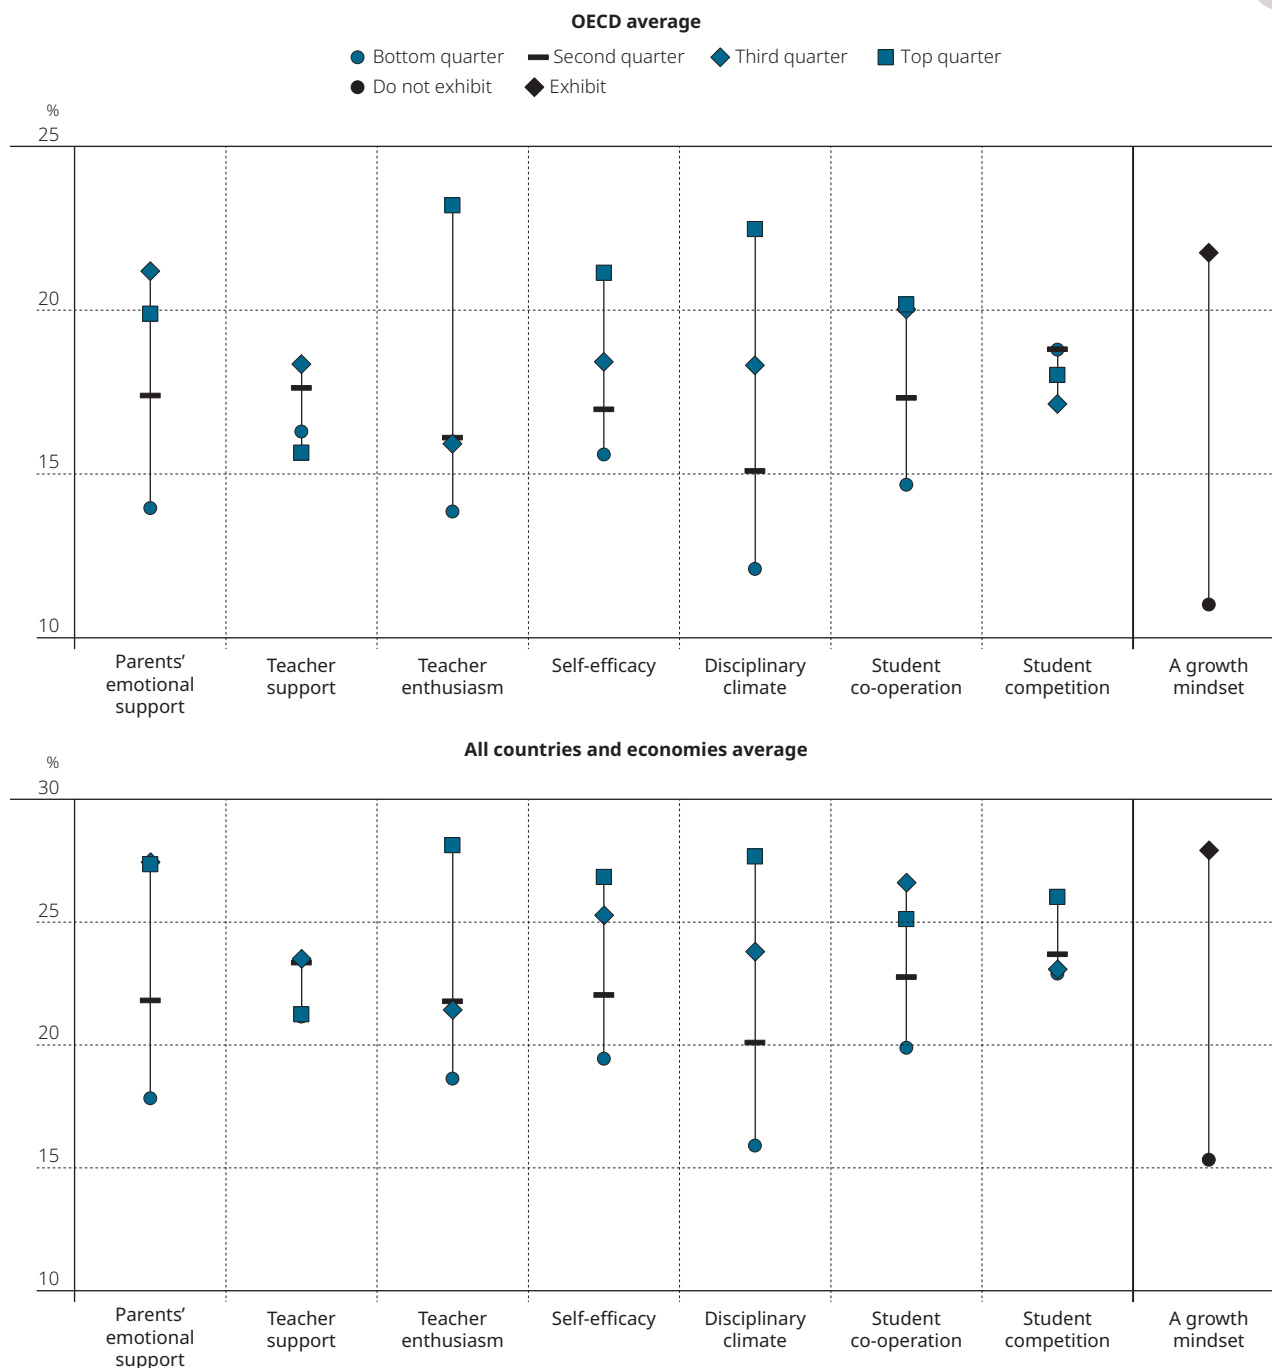 OECD average
Bottom quarter Second quarter Third quarter Top quarter
Do not exhibit Exhibit
%
25
20
15
10
Parents’ emotional support
Teacher support
Teacher enthusiasm
Self-efficacy
Disciplinary climate
Student co-operation
Student competition
A growth mindset
All countries and economies average
%
30
25
20
15
10
Parents’ emotional support
Teacher support
Teacher enthusiasm
Self-efficacy
Disciplinary climate
Student co-operation
Student competition
A growth mindset